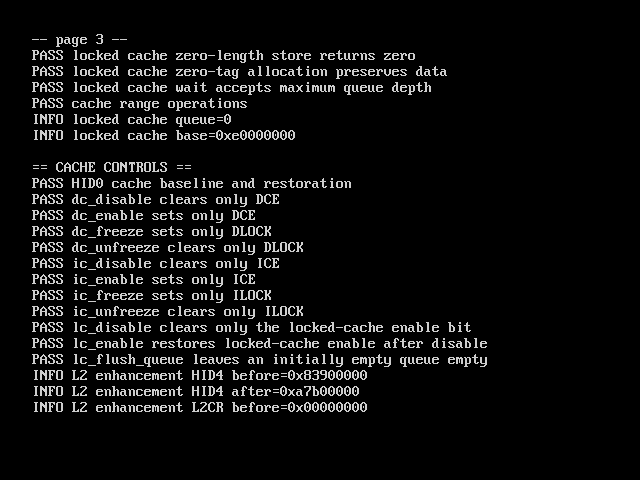 -- page 3 --
PASS locked cache zero-length store returns zero
PASS locked cache zero-tag allocation preserves data
PASS locked cache wait accepts maximum queue depth
PASS cache range operations
INFO locked cache queue=0
INFO locked cache base=0xe0000000
== CACHE CONTROLS ==
PASS HID0 cache baseline and restoration
PASS dc_disable clears only DCE
PASS dc_enable sets only DCE
PASS dc_freeze sets only DLOCK
PASS dc_unfreeze clears only DLOCK
PASS ic_disable clears only ICE
PASS ic_enable sets only ICE
PASS ic_freeze sets only ILOCK
PASS ic_unfreeze clears only ILOCK
PASS lc_disable clears only the locked-cache enable bit
PASS lc_enable restores locked-cache enable after disable
PASS lc_flush_queue leaves an initially empty queue empty
INFO L2 enhancement HID4 before=0x83900000
INFO L2 enhancement HID4 after=0xa7b00000
INFO L2 enhancement L2CR before=0x00000000